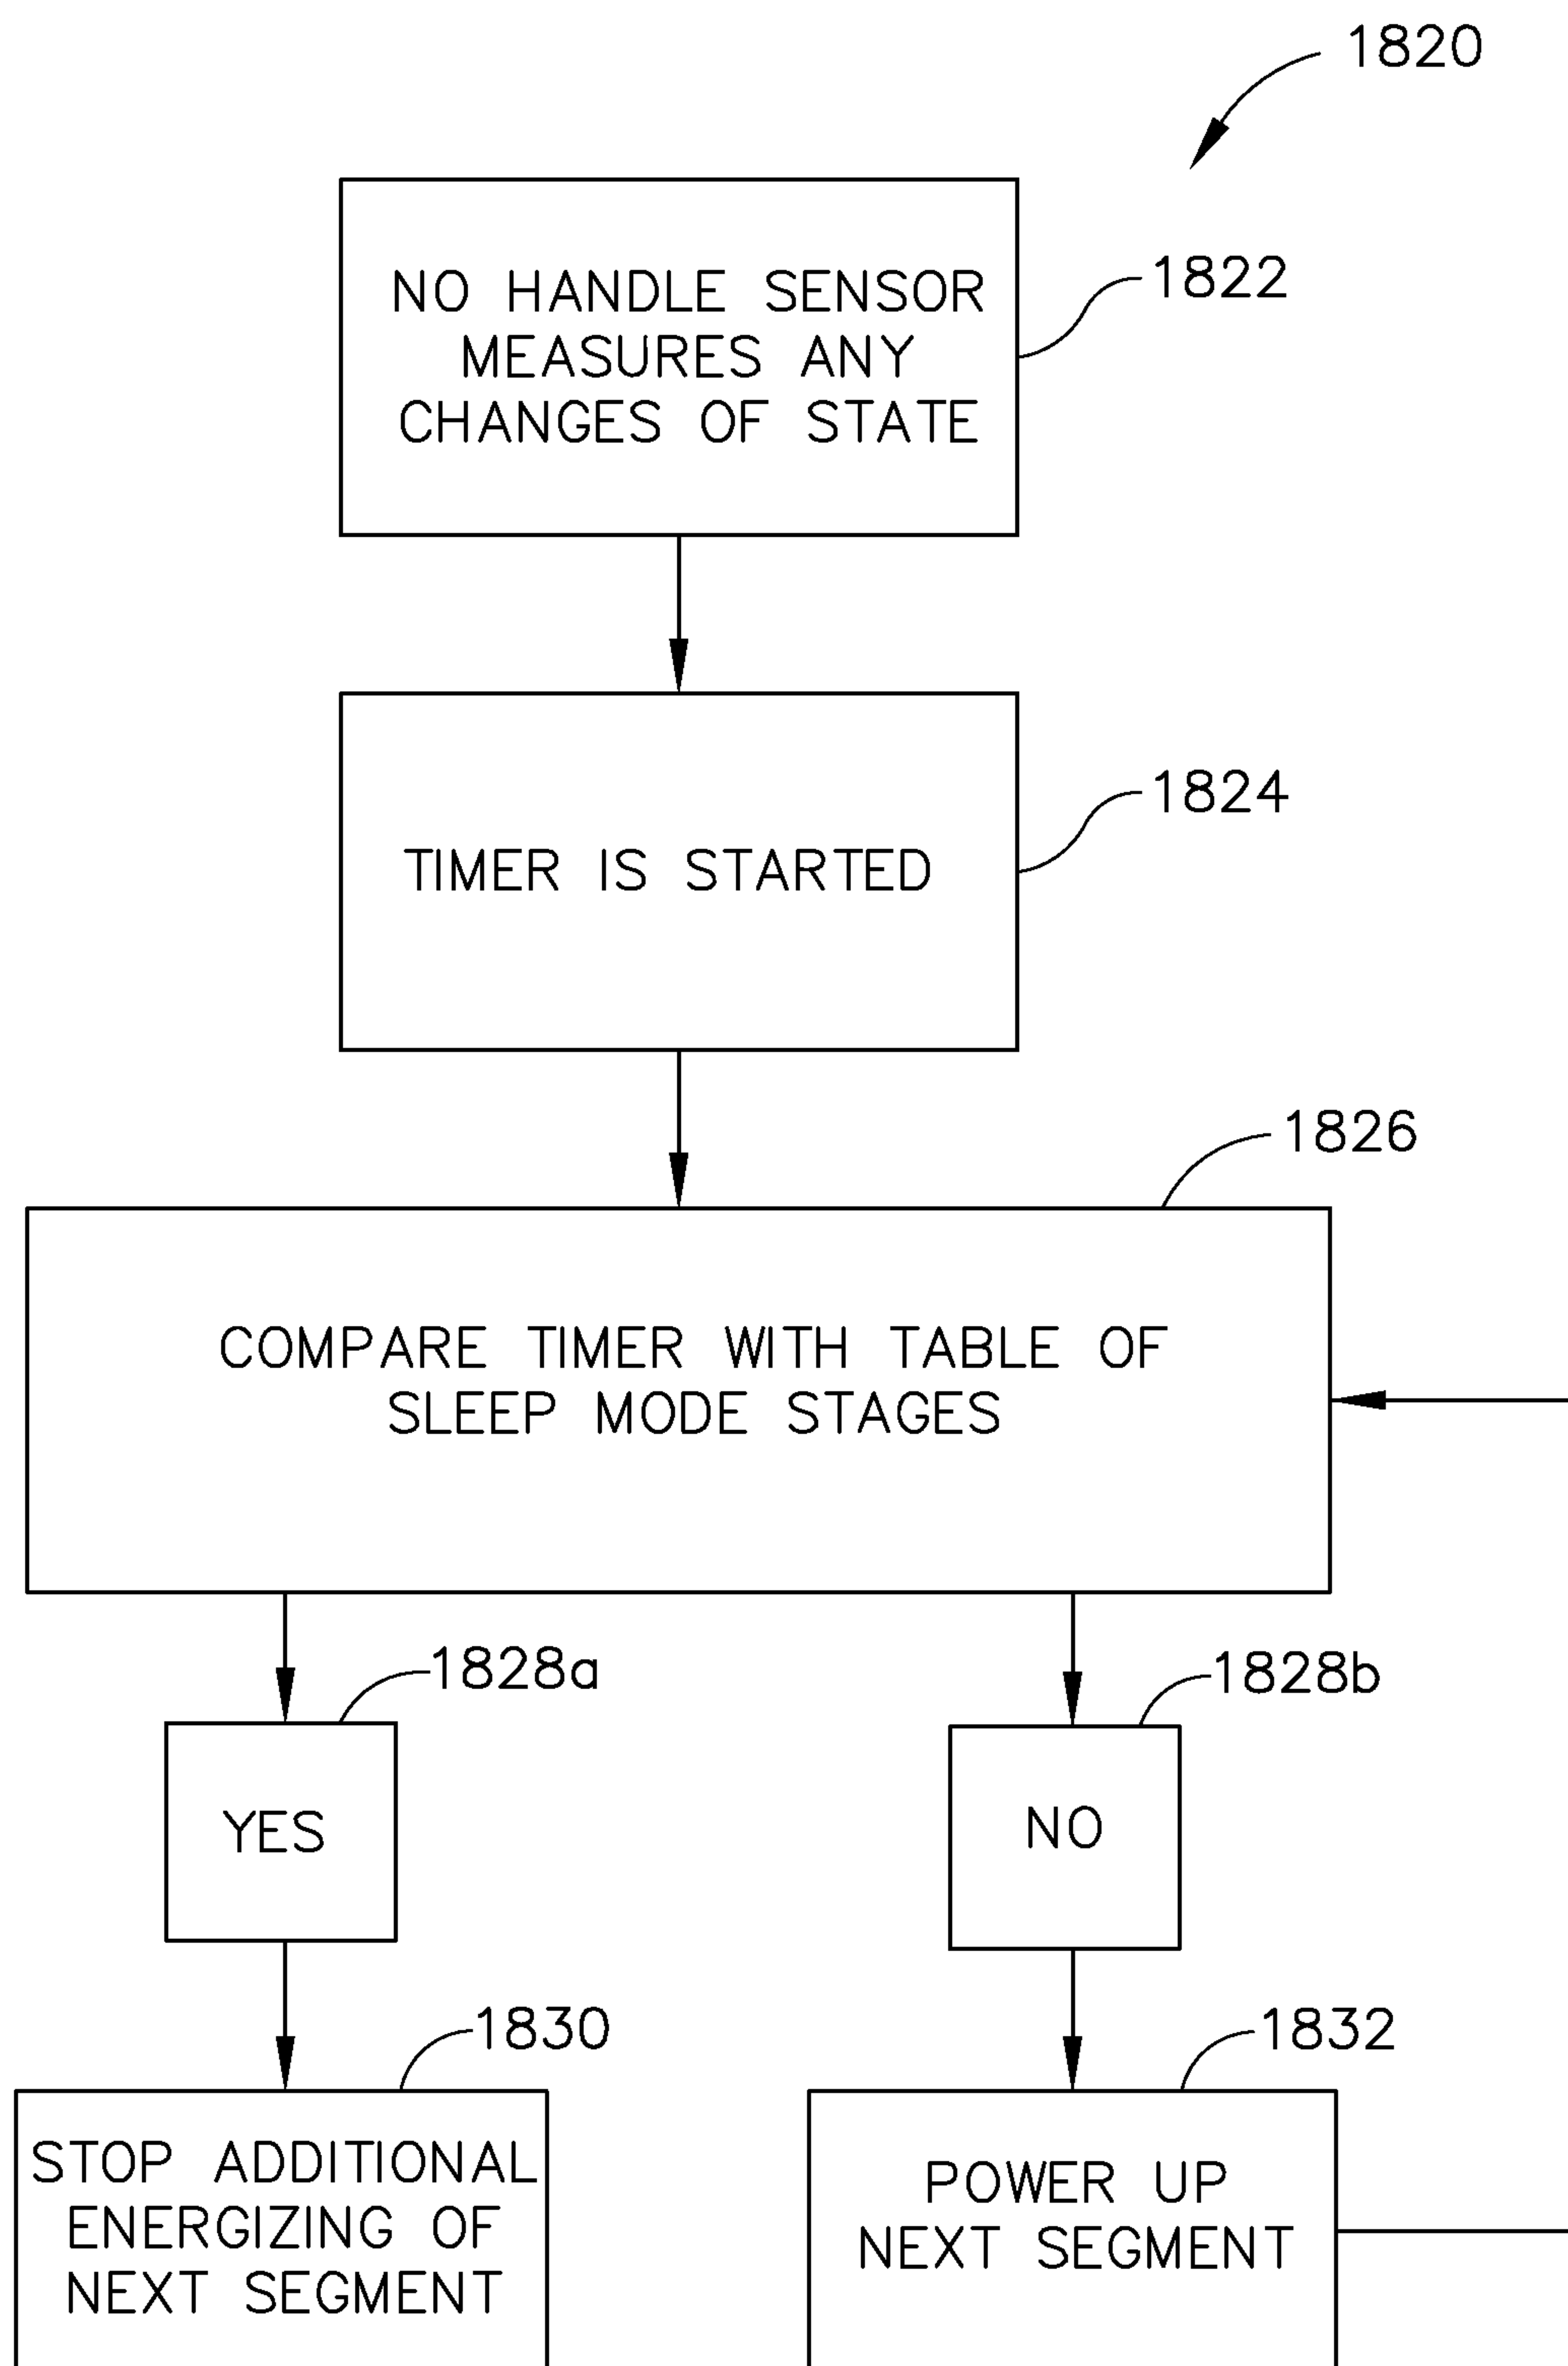 1820
NO HANDLE SENSOR
MEASURES ANY
CHANGES OF STATE
1822
TIMER IS STARTED
1824
1826
COMPARE TIMER WITH TABLE OF
SLEEP MODE STAGES
1828a
1828b
YES
NO
1830
1832
STOP ADDITIONAL
ENERGIZING OF
NEXT SEGMENT
POWER UP
NEXT SEGMENT